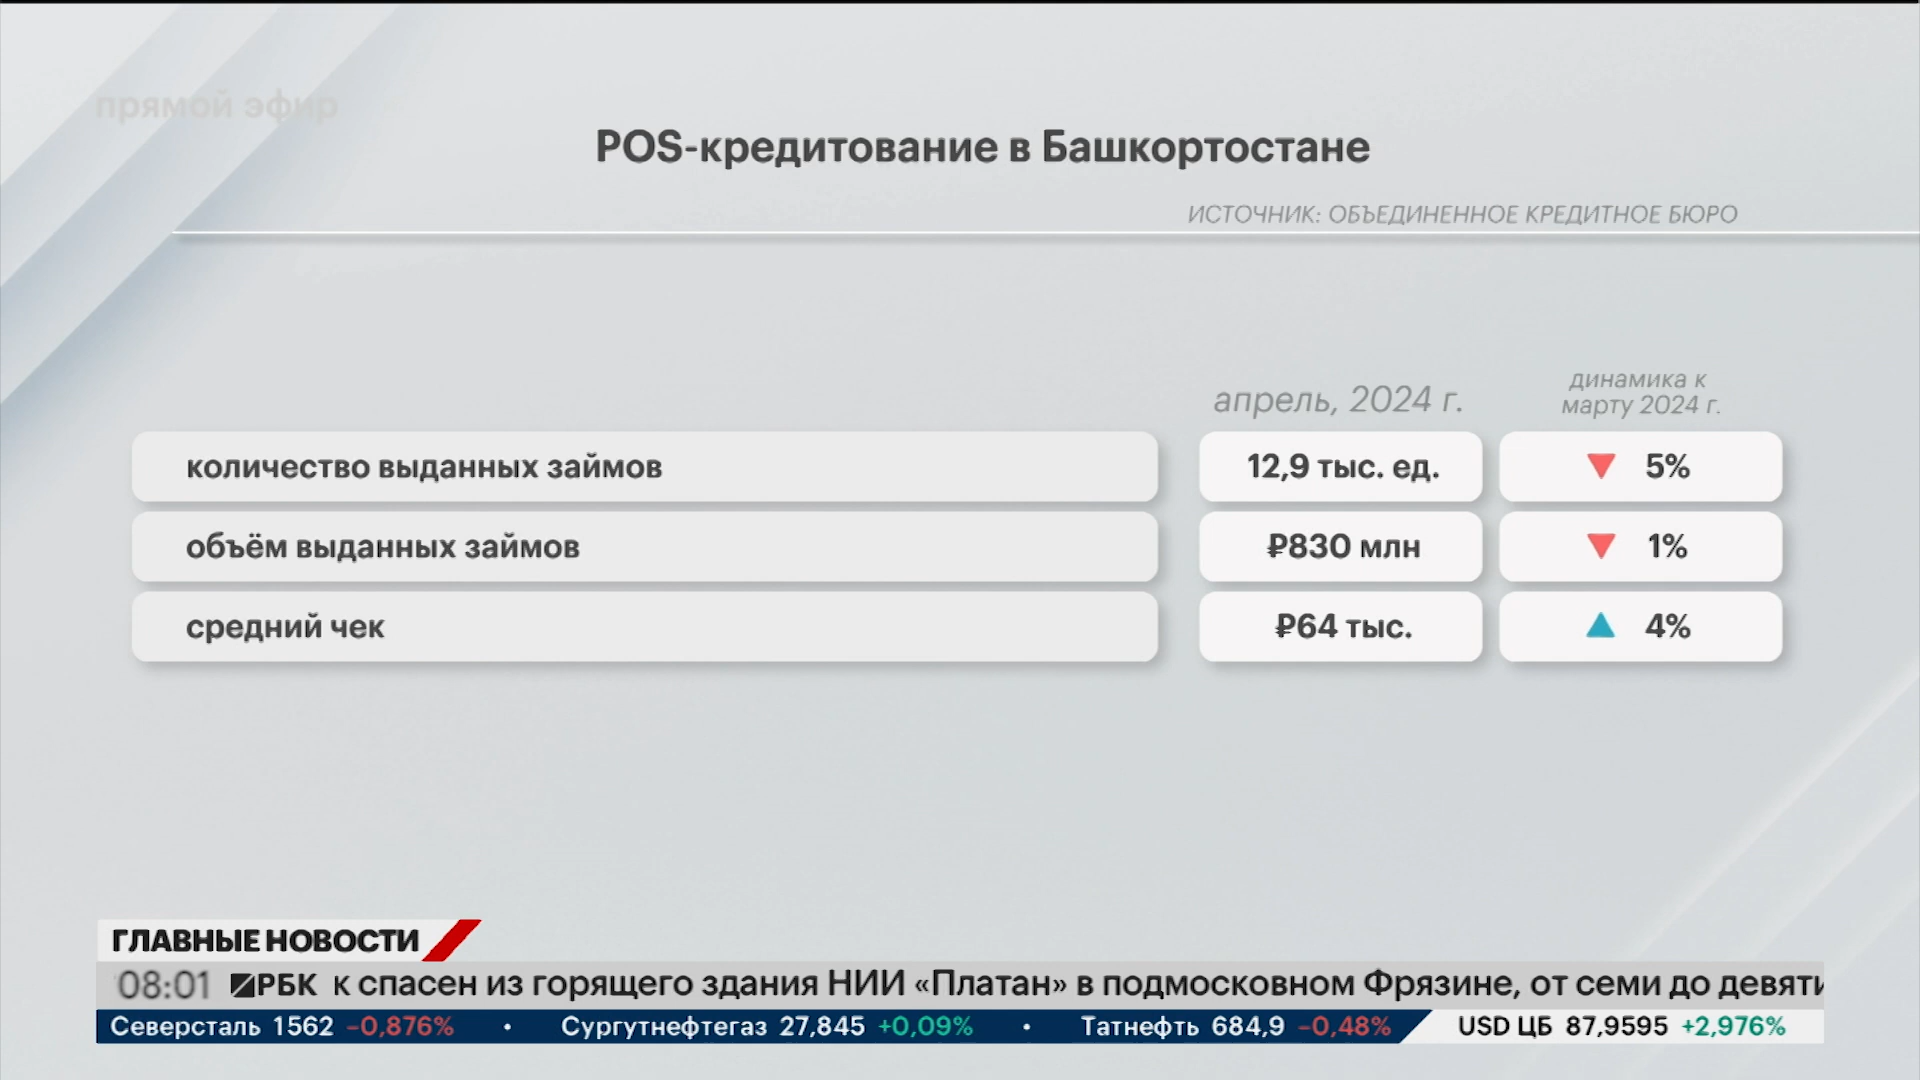 прямой эфир
POS-кредитование в Башкортостане
ИСТОЧНИК: ОБЪЕДИНЕННОЕ КРЕДИТНОЕ БЮРО
апрель, 2024 г.
динамика к
марту 2024 г.
количество выданных займов 12,9 тыс. ед. ▼ 5%
объём выданных займов ₽830 млн ▼ 1%
средний чек ₽64 тыс. ▲ 4%
ГЛАВНЫЕ НОВОСТИ
08:01 РБК к спасен из горящего здания НИИ «Платан» в подмосковном Фрязине, от семи до девяти
Северсталь 1562 -0,876% • Сургутнефтегаз 27,845 +0,09% • Татнефть 684,9 -0,48% USD ЦБ 87,9595 +2,976%